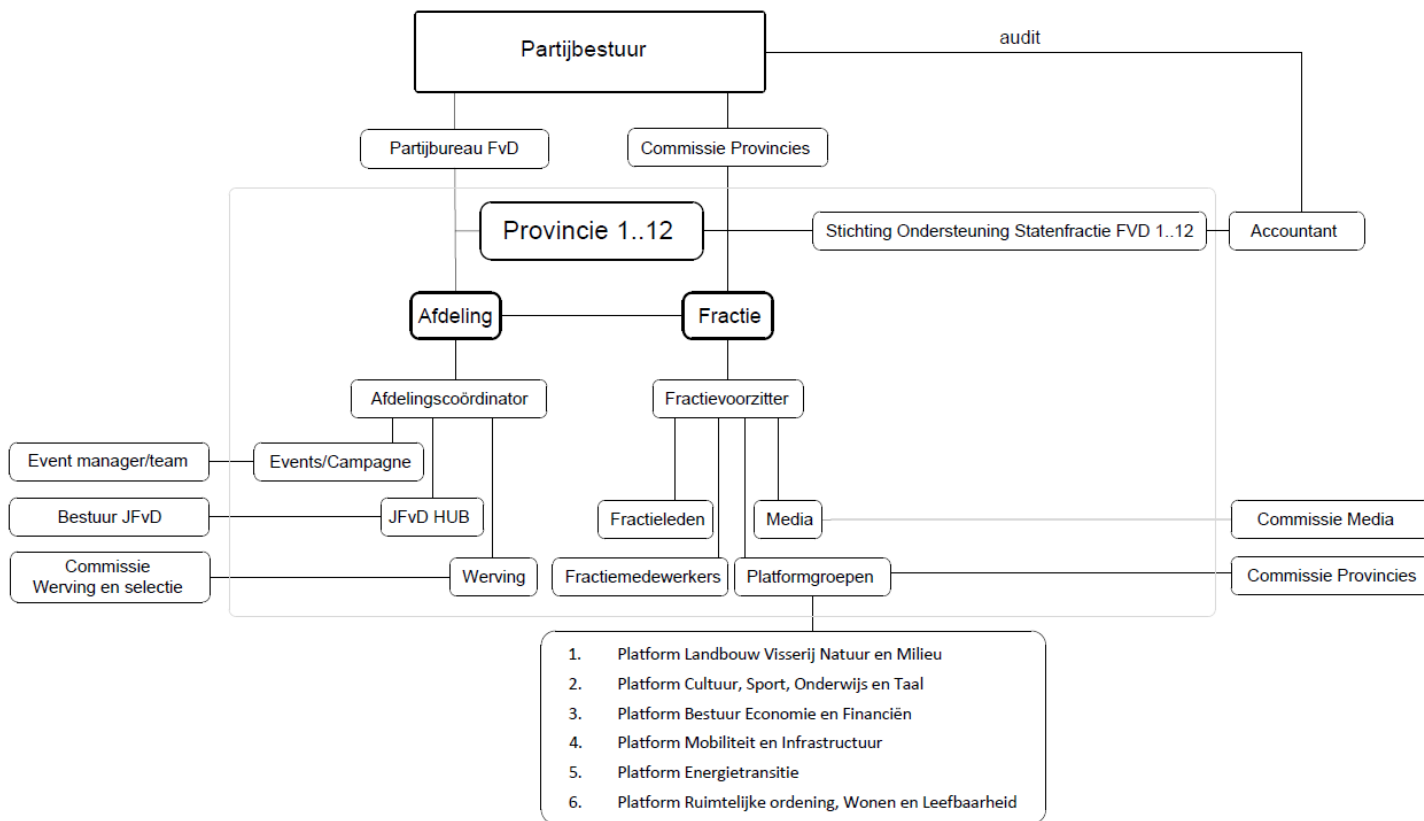 Partijbestuur
audit
Partijbureau FvD
Commissie Provincies
Provincie 1..12
Stichting Ondersteuning Statenfractie FVD 1..12
Accountant
Afdeling
Fractie
Afdelingscoördinator
Fractievoorzitter
Event manager/team
Events/Campagne
Bestuur JFvD
JFvD HUB
Fractieleden
Media
Commissie Media
Commissie
Werving en selectie
Werving
Fractiemedewerkers
Platformgroepen
Commissie Provincies
1. Platform Landbouw Visserij Natuur en Milieu
2. Platform Cultuur, Sport, Onderwijs en Taal
3. Platform Bestuur Economie en Financiën
4. Platform Mobiliteit en Infrastructuur
5. Platform Energietransitie
6. Platform Ruimtelijke ordening, Wonen en Leefbaarheid